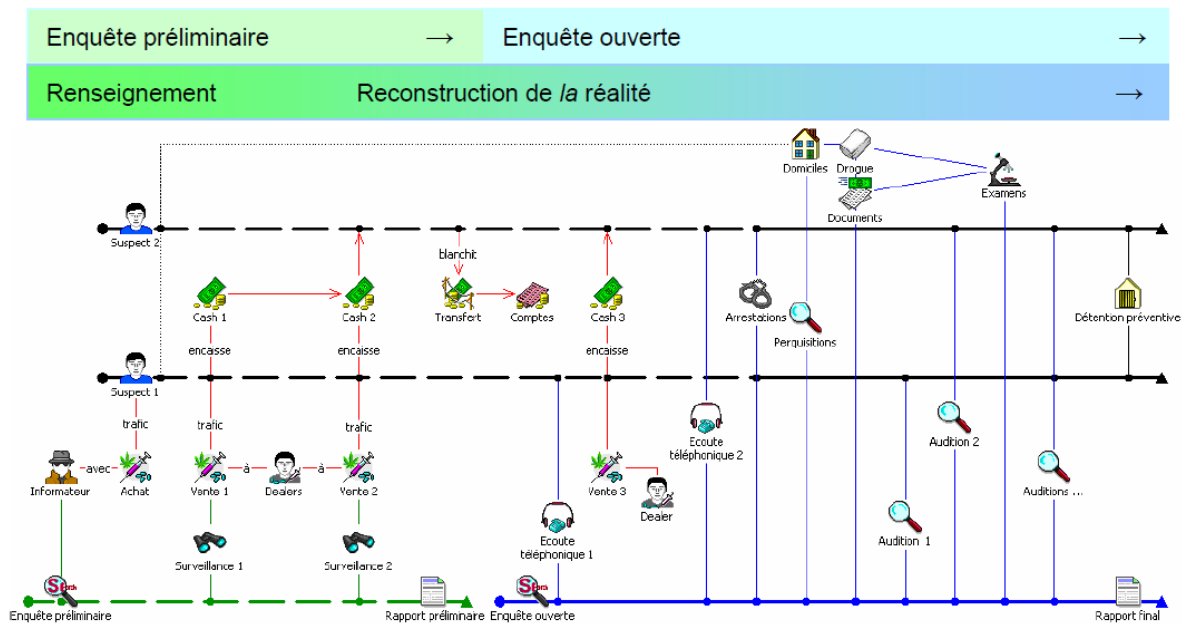 Enquête préliminaire → Enquête ouverte →
Renseignement Reconstruction de la réalité →
Domiciles Drogue
Examens
Documents
Suspect 2
blanchit
Cash 1 Cash 2 Transfert Comptes Cash 3 Arrestations Détention préventive
Perquisitions
encaisse encaisse encaisse
Suspect 1
trafic trafic trafic
Ecoute
téléphonique 2
Audition 2
avec à à
Informateur Achat Vente 1 Dealers Vente 2 Vente 3 Auditions ...
Dealer
Ecoute
téléphonique 1
Audition 1
Surveillance 1 Surveillance 2
Enquête préliminaire Rapport préliminaire Enquête ouverte Rapport final